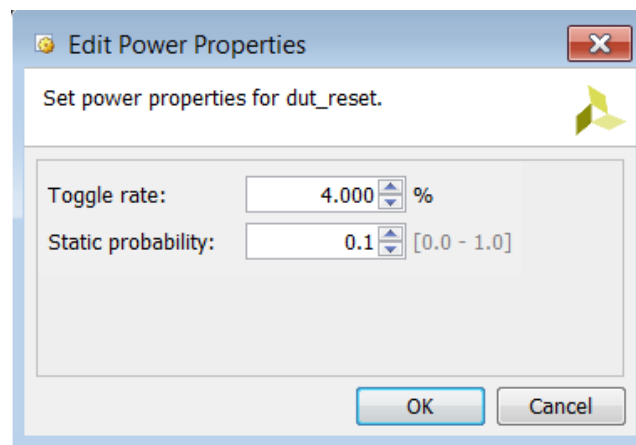 Edit Power Properties
Set power properties for dut_reset.
Toggle rate: 4.000 %
Static probability: 0.1 [0.0 - 1.0]
OK Cancel